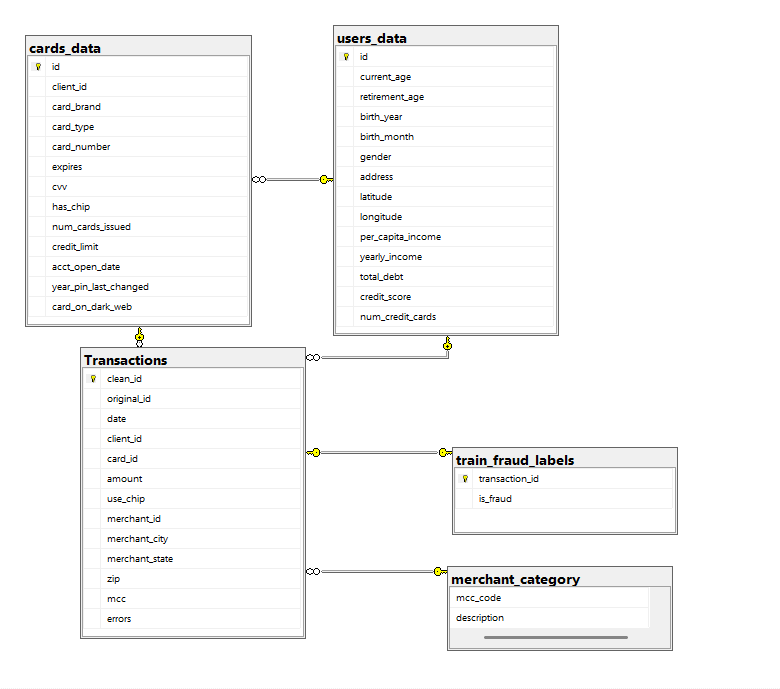 cards_data
id
client_id
card_brand
card_type
card_number
expires
cvv
has_chip
num_cards_issued
credit_limit
acct_open_date
year_pin_last_changed
card_on_dark_web
users_data
id
current_age
retirement_age
birth_year
birth_month
gender
address
latitude
longitude
per_capita_income
yearly_income
total_debt
credit_score
num_credit_cards
Transactions
clean_id
original_id
date
client_id
card_id
amount
use_chip
merchant_id
merchant_city
merchant_state
zip
mcc
errors
train_fraud_labels
transaction_id
is_fraud
merchant_category
mcc_code
description